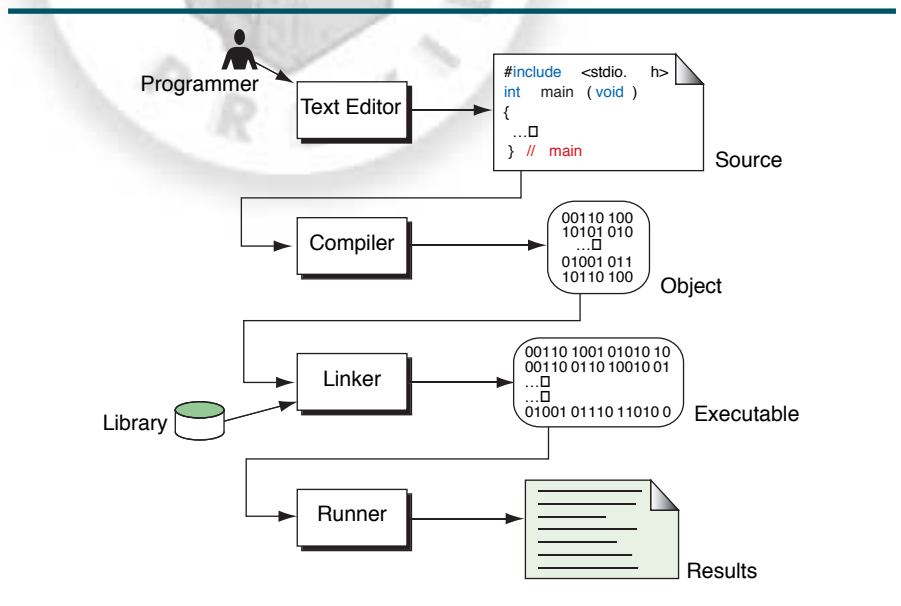 Programmer
Text Editor
#include <stdio. h>
int main ( void )
{
...□
} // main
Source
Compiler
00110 100
10101 010
...□
01001 011
10110 100
Object
Linker
00110 1001 01010 10
00110 0110 10010 01
...□
...□
01001 01110 11010 0
Executable
Library
Runner
Results